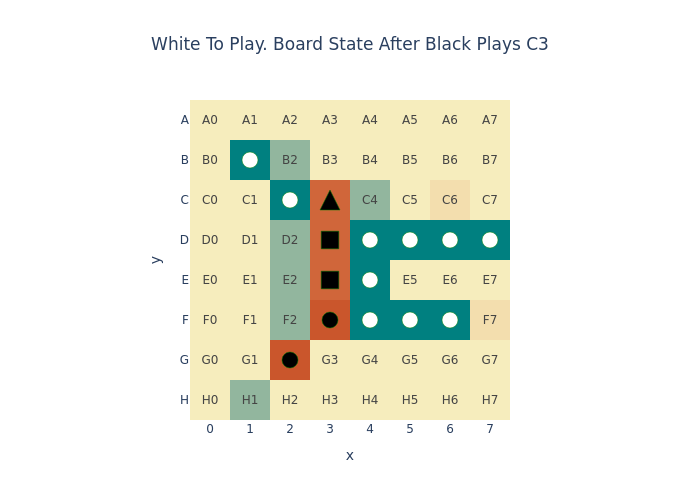 White To Play. Board State After Black Plays C3
A A0 A1 A2 A3 A4 A5 A6 A7
B B0 B2 B3 B4 B5 B6 B7
C C0 C1 C4 C5 C6 C7
D D0 D1 D2
E E0 E1 E2 E5 E6 E7
F F0 F1 F2 F7
G G0 G1 G3 G4 G5 G6 G7
H H0 H1 H2 H3 H4 H5 H6 H7
0 1 2 3 4 5 6 7
x
y